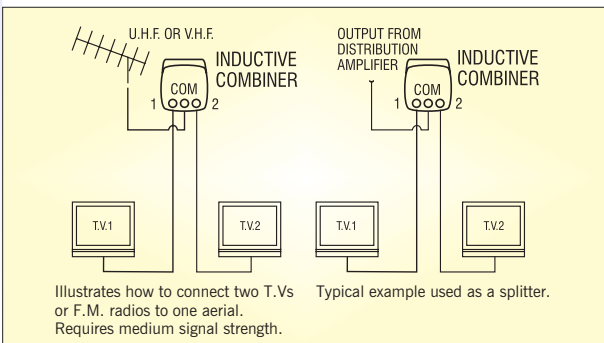 U.H.F. OR V.H.F.
INDUCTIVE
COMBINER
COM
1
2
T.V.1
T.V.2
Illustrates how to connect two T.Vs
or F.M. radios to one aerial.
Requires medium signal strength.
OUTPUT FROM
DISTRIBUTION
AMPLIFIER
INDUCTIVE
COMBINER
COM
1
2
T.V.1
T.V.2
Typical example used as a splitter.